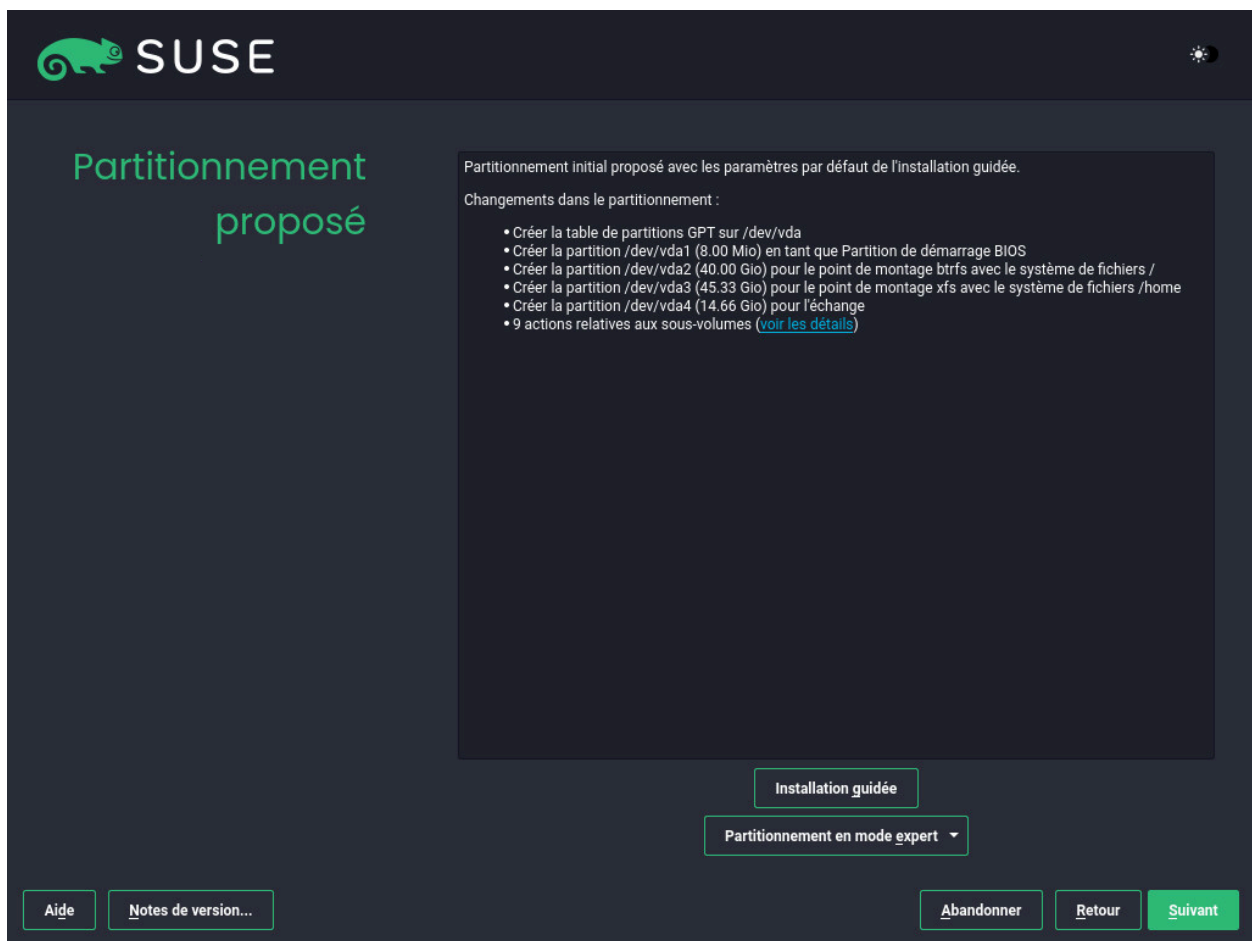 SUSE
Partitionnement
proposé
Partitionnement initial proposé avec les paramètres par défaut de l'installation guidée.
Changements dans le partitionnement :
• Créer la table de partitions GPT sur /dev/vda
• Créer la partition /dev/vda1 (8.00 Mio) en tant que Partition de démarrage BIOS
• Créer la partition /dev/vda2 (40.00 Gio) pour le point de montage btrfs avec le système de fichiers /
• Créer la partition /dev/vda3 (45.33 Gio) pour le point de montage xfs avec le système de fichiers /home
• Créer la partition /dev/vda4 (14.66 Gio) pour l'échange
• 9 actions relatives aux sous-volumes (voir les détails)
Installation guidée
Partitionnement en mode expert
Aide
Notes de version...
Abandonner
Retour
Suivant